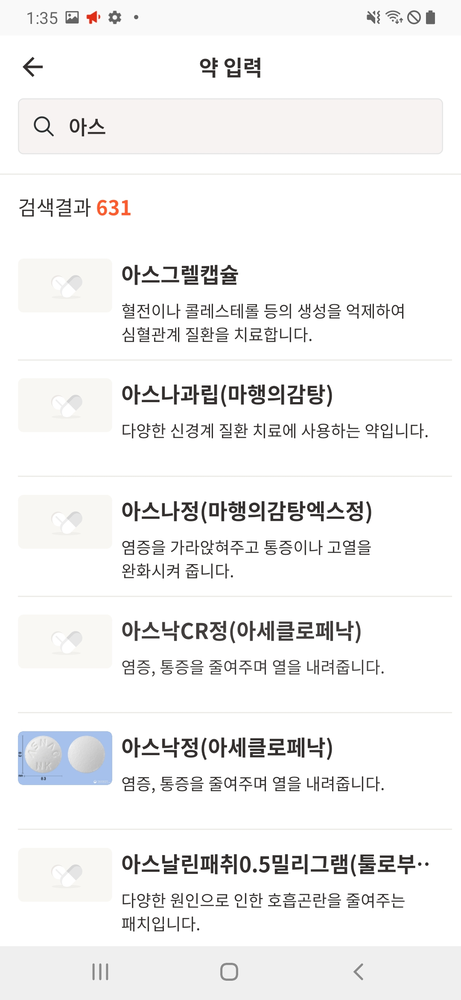 1:35
약 입력
아스
검색결과 631
아스그렐캡슐
혈전이나 콜레스테롤 등의 생성을 억제하여
심혈관계 질환을 치료합니다.
아스나과립(마행의감탕)
다양한 신경계 질환 치료에 사용하는 약입니다.
아스나정(마행의감탕엑스정)
염증을 가라앉혀주고 통증이나 고열을
완화시켜 줍니다.
아스낙CR정(아세클로페낙)
염증, 통증을 줄여주며 열을 내려줍니다.
ASNAC
NK
8.3
mm
8.3
아스낙정(아세클로페낙)
염증, 통증을 줄여주며 열을 내려줍니다.
아스날린패취0.5밀리그램(툴로부··
다양한 원인으로 인한 호흡곤란을 줄여주는
패치입니다.